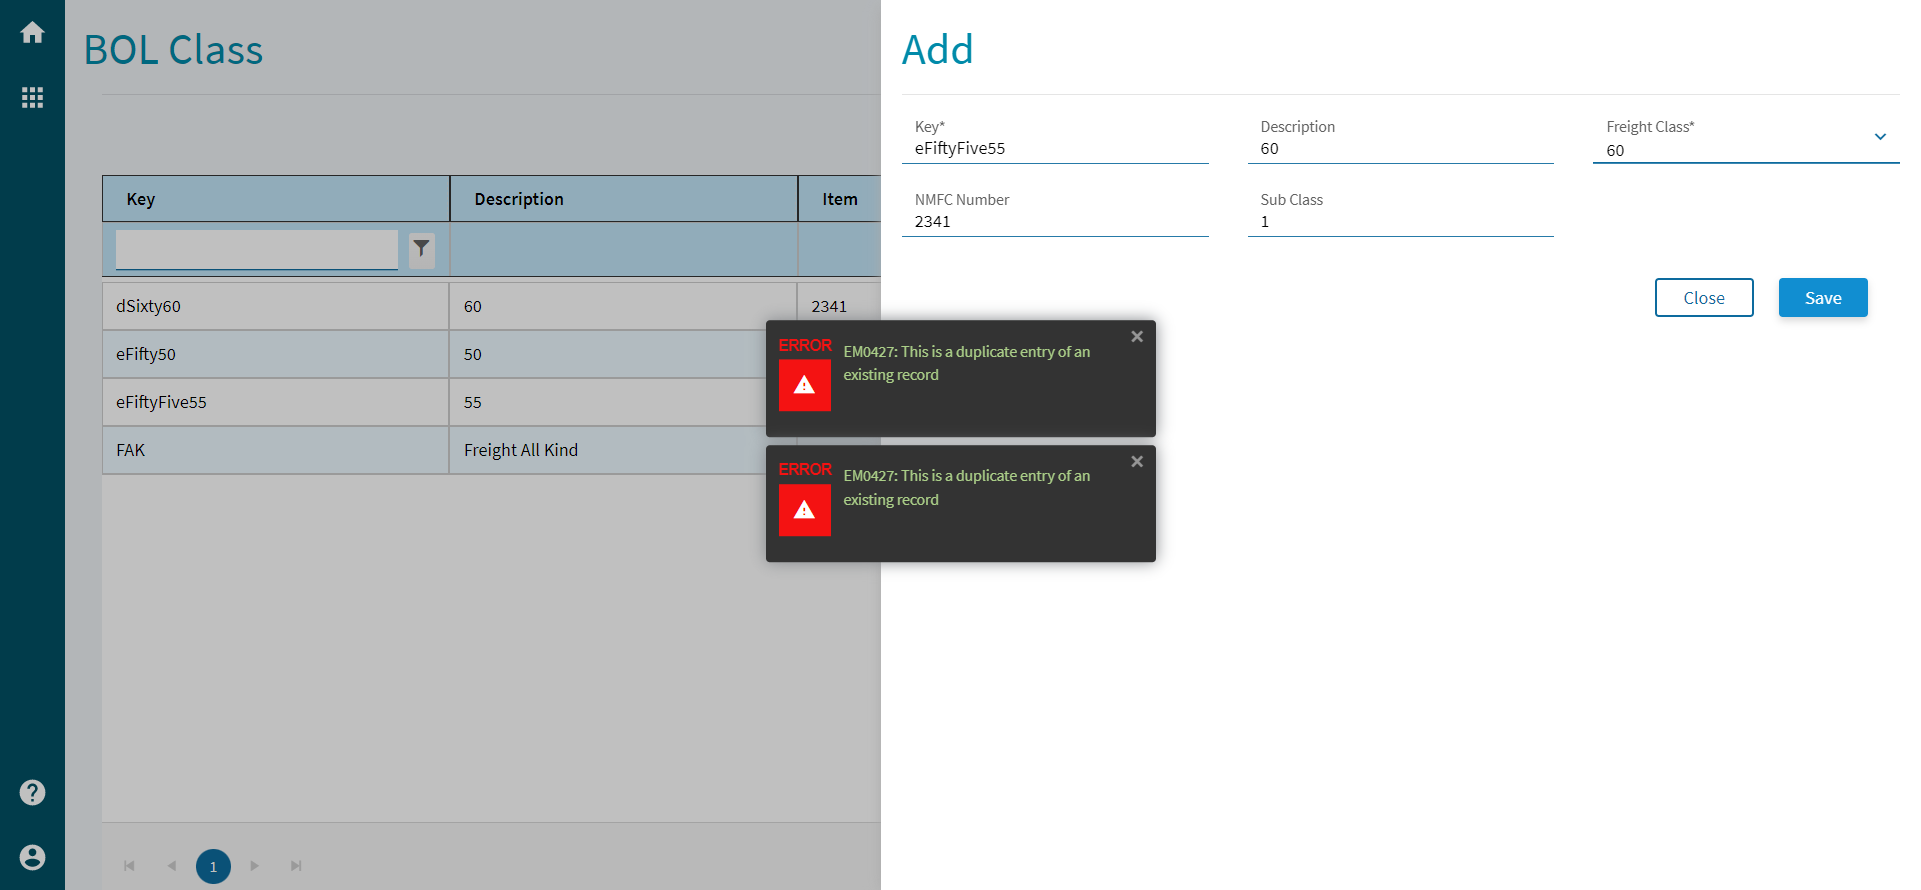 BOL Class
Key
Description
Item
dSixty60
60
2341
eFifty50
50
eFiftyFive55
55
FAK
Freight All Kind
1
Add
Key*
eFiftyFive55
Description
60
Freight Class*
60
NMFC Number
2341
Sub Class
1
Close
Save
ERROR
EM0427: This is a duplicate entry of an
existing record
×
ERROR
EM0427: This is a duplicate entry of an
existing record
×